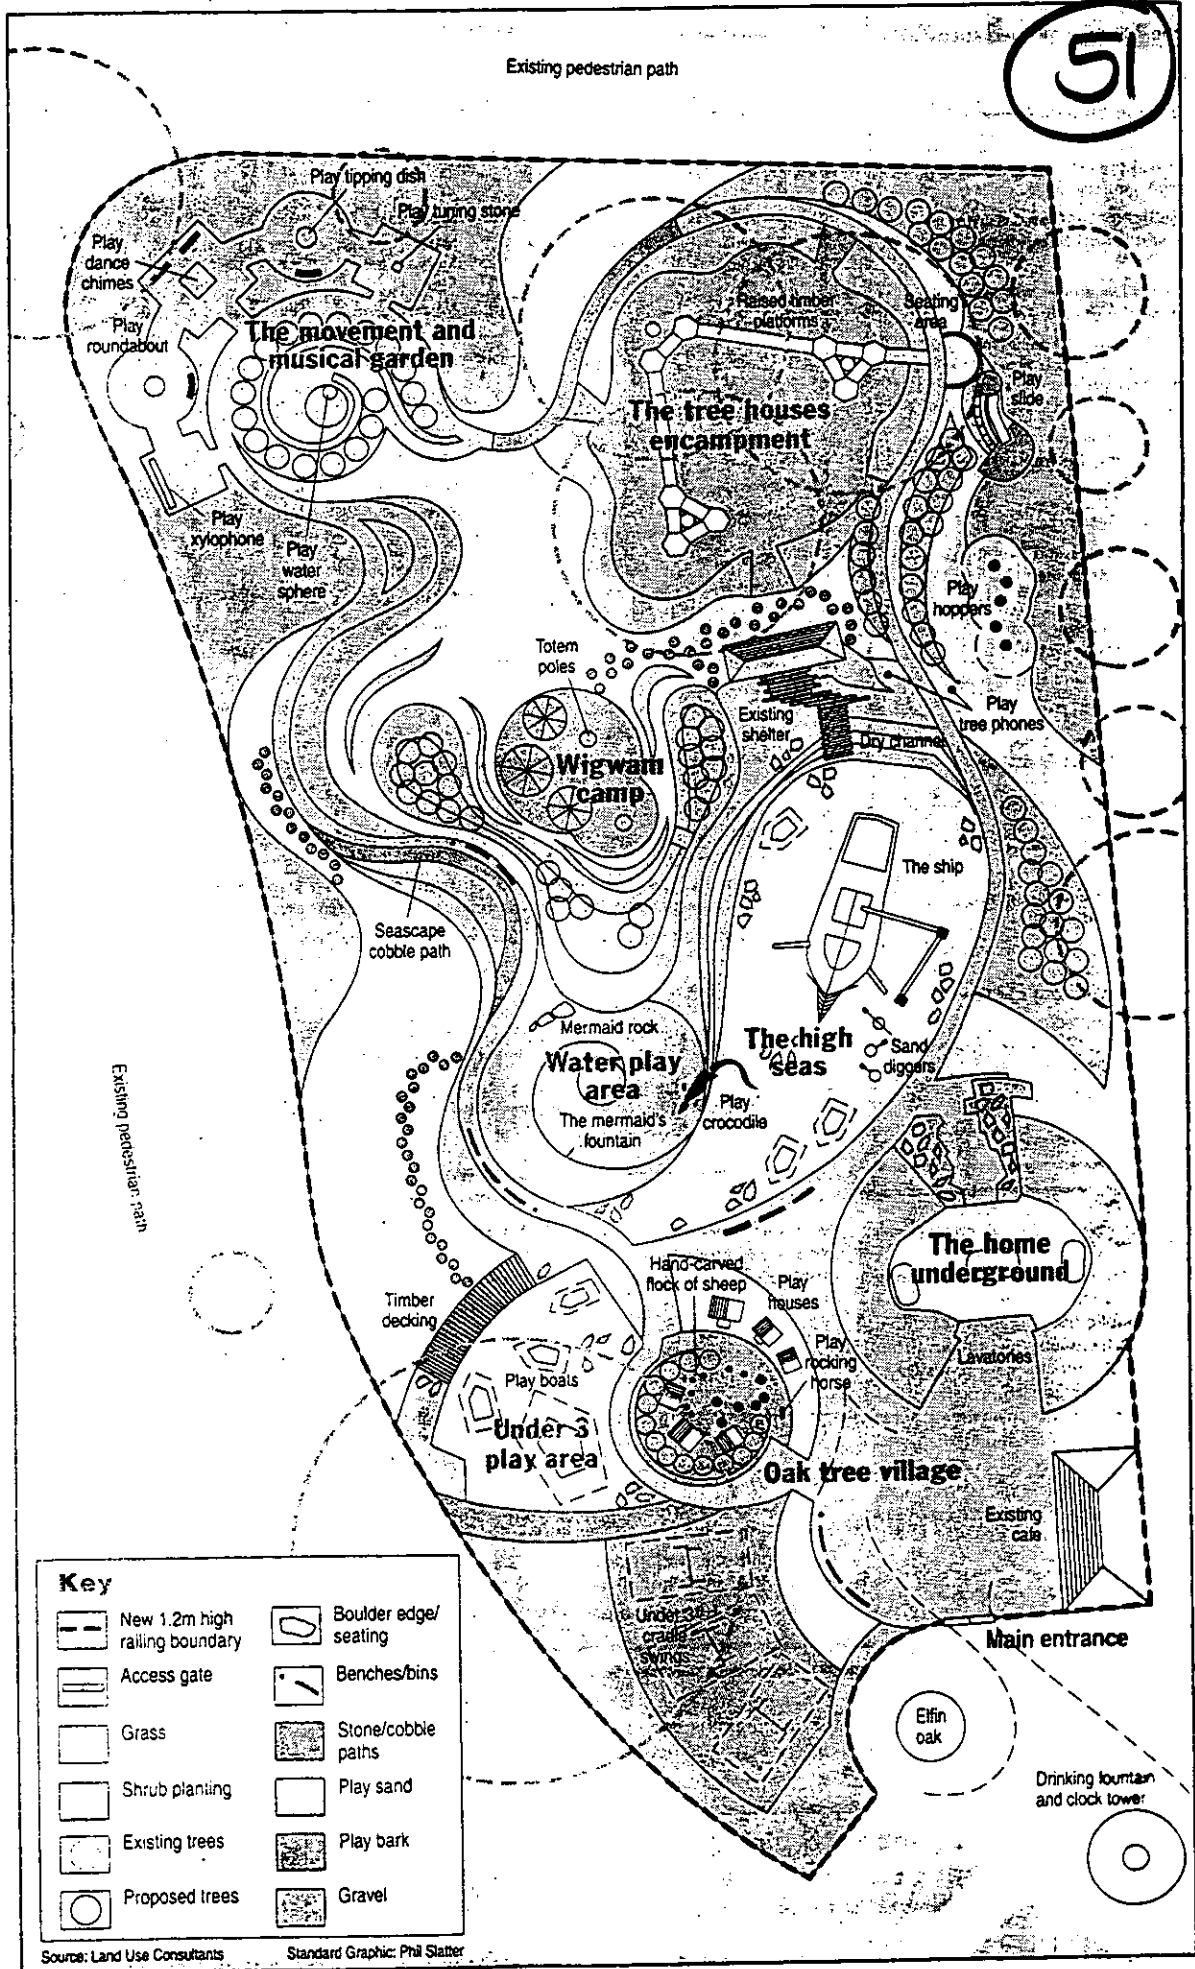 51
Existing pedestrian path
Play tipping dish
Play tuning stone
Play
dance
chimes
Play
roundabout
The movement and
musical garden
Raised timber
platforms
Seating
area
Play
slide
The tree houses
encampment
Play
xylophone
Play
water
sphere
Play
hoppers
Totem
poles
Play
tree phones
Existing
shelter
Dry channel
Wigwam
camp
The ship
Seascape
cobble path
Mermaid rock
Water play
area
The mermaid's
fountain
The high
seas
Sand
diggers
Play
crocodile
Existing pedestrian path
The home
underground
Hand-carved
flock of sheep
Play
houses
Timber
decking
Play
rocking
horse
Lavatories
Play boats
Under 3
play area
Oak tree village
Existing
cafe
Under 3
cradle
swings
Main entrance
Elfin
oak
Drinking fountain
and clock tower
Key
New 1.2m high
railing boundary
Access gate
Grass
Shrub planting
Existing trees
Proposed trees
Boulder edge/
seating
Benches/bins
Stone/cobble
paths
Play sand
Play bark
Gravel
Source: Land Use Consultants
Standard Graphic: Phil Slatter